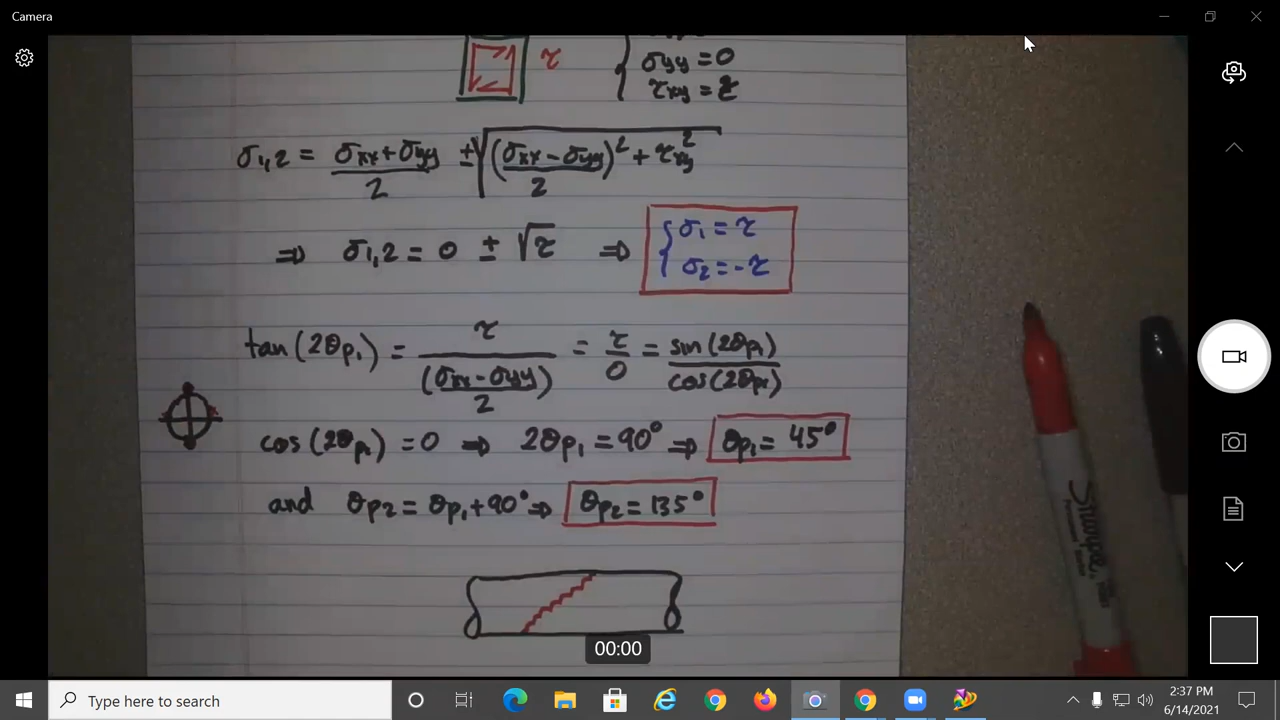 Camera
τ
σyy = 0
τxy = τ
σ1,2 = (σxx + σyy)/2 ± √((σxx − σyy)/2)² + τxy²
⇒ σ1,2 = 0 ± √τ ⇒ { σ1 = τ
σ2 = -τ
tan(2θp1) = τ/((σxx − σyy)/2) = τ/0 = sin(2θp1)/cos(2θp1)
cos(2θp1) = 0 ⇒ 2θp1 = 90° ⇒ θp1 = 45°
and θp2 = θp1 + 90° ⇒ θp2 = 135°
Sharpie
00:00
Type here to search
2:37 PM
6/14/2021